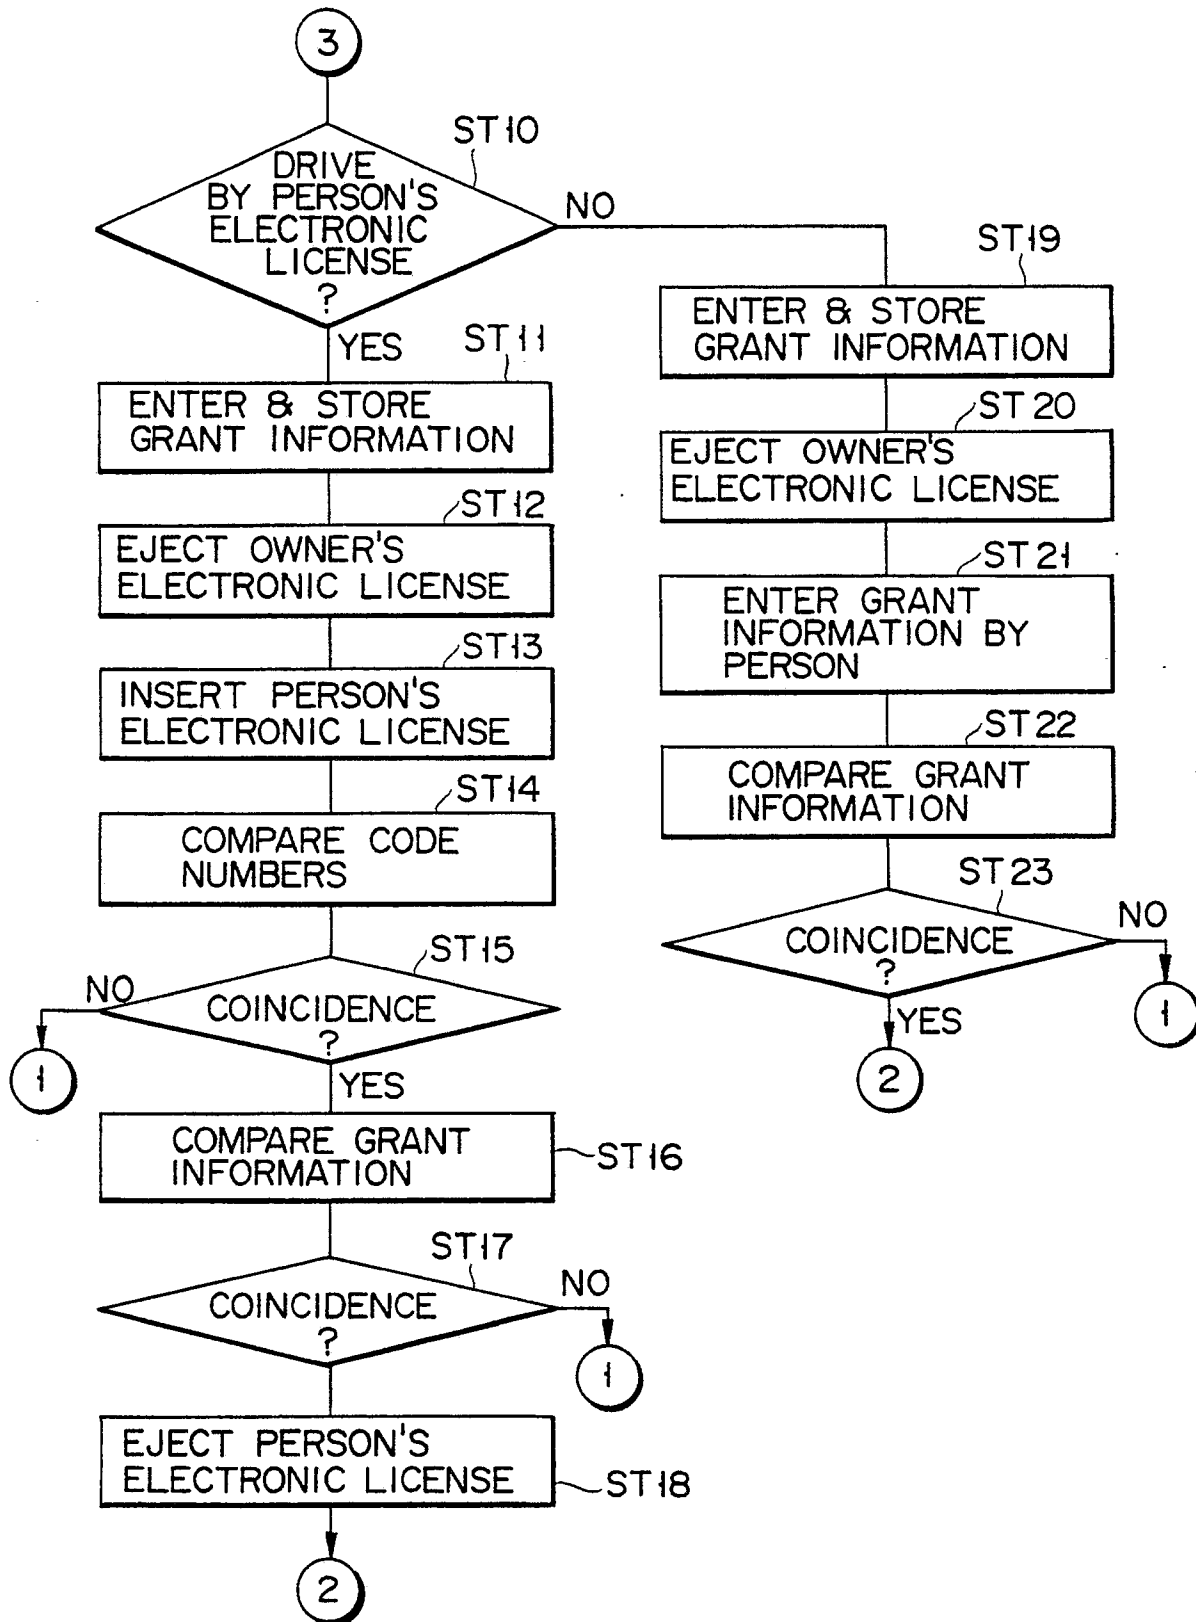 3
ST10
DRIVE
BY PERSON'S
ELECTRONIC
LICENSE
?
NO
YES
ST11
ENTER & STORE
GRANT INFORMATION
ST12
EJECT OWNER'S
ELECTRONIC LICENSE
ST13
INSERT PERSON'S
ELECTRONIC LICENSE
ST14
COMPARE CODE
NUMBERS
ST15
COINCIDENCE
?
NO
1
YES
COMPARE GRANT
INFORMATION
ST16
ST17
COINCIDENCE
?
NO
1
EJECT PERSON'S
ELECTRONIC LICENSE
ST18
2
ST19
ENTER & STORE
GRANT INFORMATION
ST20
EJECT OWNER'S
ELECTRONIC LICENSE
ST21
ENTER GRANT
INFORMATION BY
PERSON
ST22
COMPARE GRANT
INFORMATION
ST23
COINCIDENCE
?
NO
1
YES
2